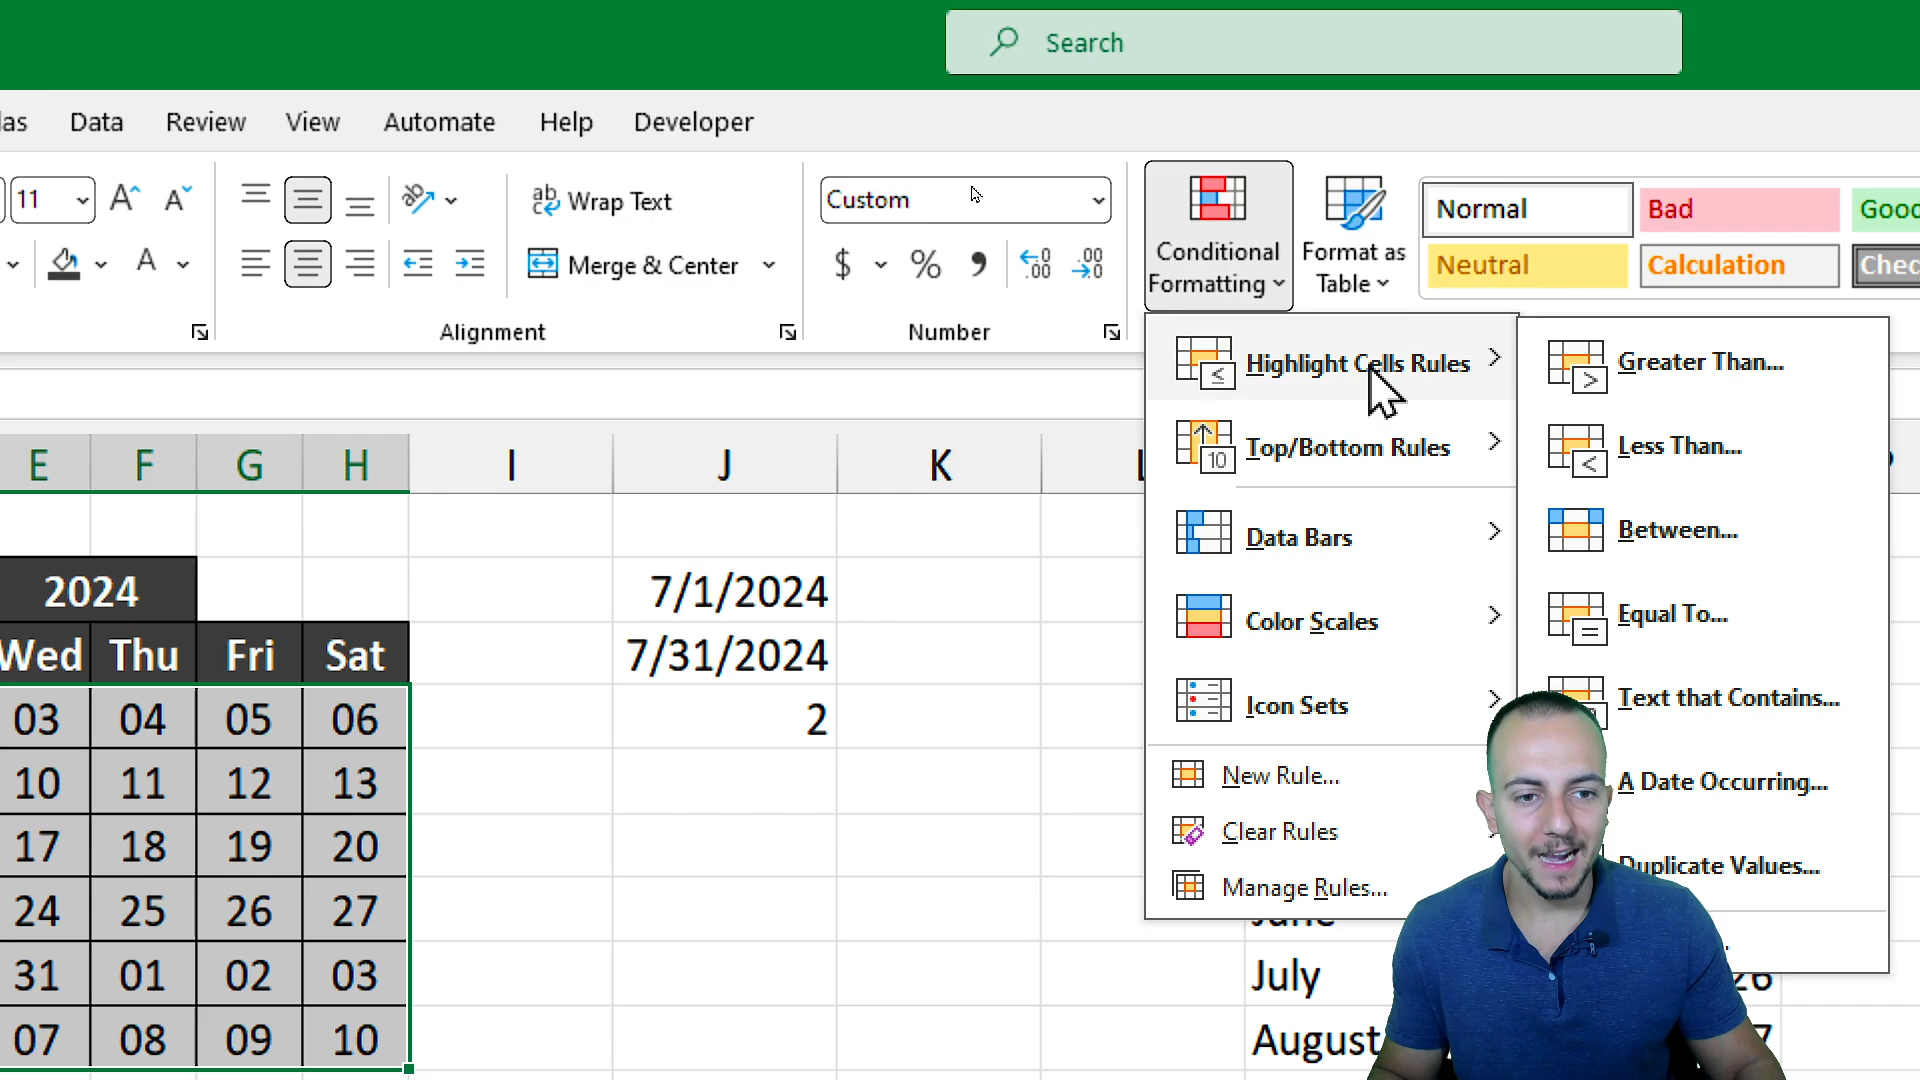 Search
Data Review View Automate Help Developer
11
Wrap Text
Merge & Center
Custom
$ % 9 .00
Conditional Formatting
Format as Table
Normal
Bad
Neutral
Calculation
Alignment
Number
Highlight Cells Rules
Top/Bottom Rules
10
Data Bars
Color Scales
Icon Sets
New Rule...
Clear Rules
Manage Rules...
Greater Than...
Less Than...
Between...
Equal To...
Text that Contains...
A Date Occurring...
Duplicate Values...
E F G H I J K
2024
Wed Thu Fri Sat
03 04 05 06
10 11 12 13
17 18 19 20
24 25 26 27
31 01 02 03
07 08 09 10
7/1/2024
7/31/2024
2
July
August